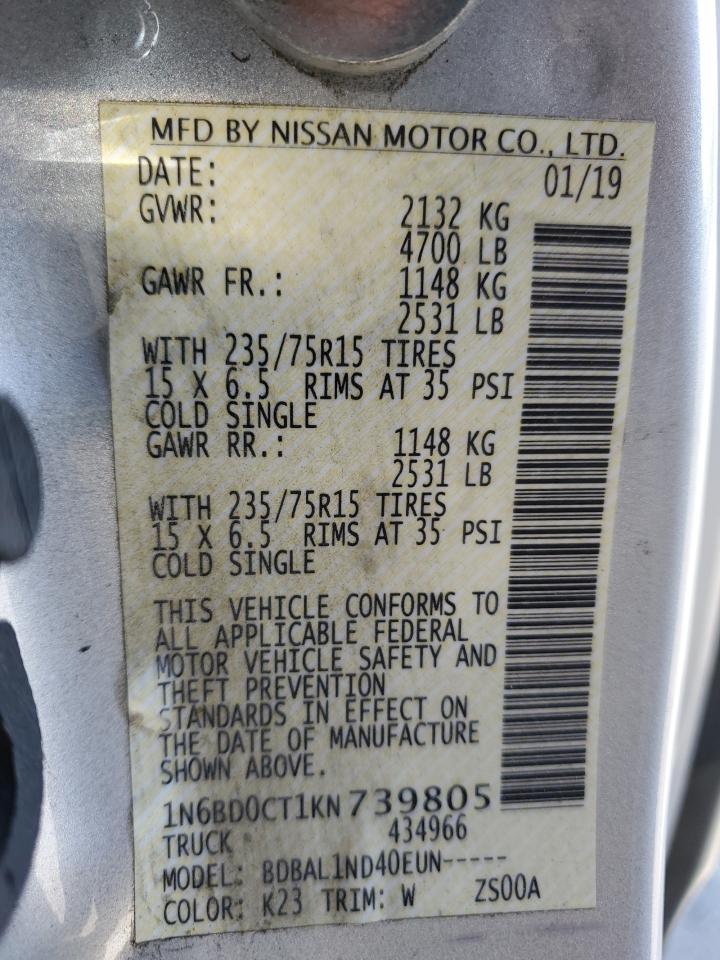 MFD BY NISSAN MOTOR CO., LTD.
DATE: 01/19
GVWR: 2132 KG
4700 LB
GAWR FR.: 1148 KG
2531 LB
WITH 235/75R15 TIRES
15 X 6.5 RIMS AT 35 PSI
COLD SINGLE
GAWR RR.: 1148 KG
2531 LB
WITH 235/75R15 TIRES
15 X 6.5 RIMS AT 35 PSI
COLD SINGLE
THIS VEHICLE CONFORMS TO
ALL APPLICABLE FEDERAL
MOTOR VEHICLE SAFETY AND
THEFT PREVENTION
STANDARDS IN EFFECT ON
THE DATE OF MANUFACTURE
SHOWN ABOVE.
1N6BD0CT1KN739805
TRUCK 434966
MODEL: BDBAL1ND40EUN-----
COLOR: K23 TRIM: W ZS00A